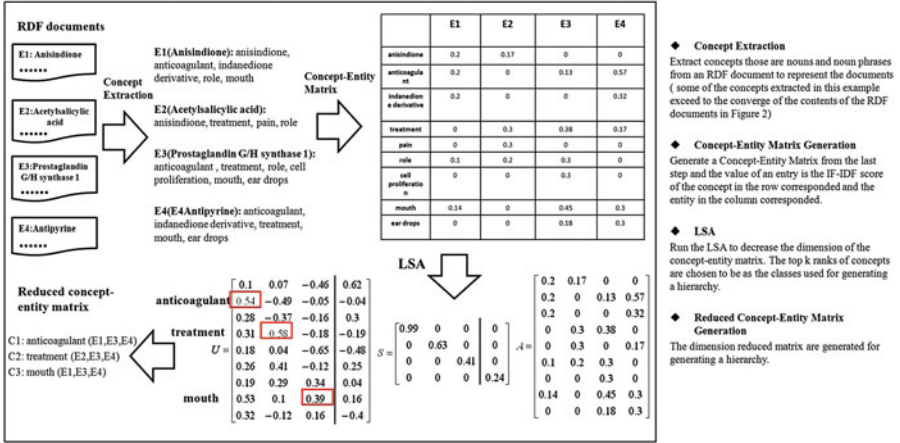 RDF documents
E1: Anisindione
......
E2:Acetylsalicylic
acid
......
E3:Prostaglandin
G/H synthase 1
......
E4:Antipyrine
......
Concept
Extraction
E1(Anisindione): anisindione,
anticoagulant, indanedione
derivative, role, mouth
E2(Acetylsalicylic acid):
anisindione, treatment, pain, role
E3(Prostaglandin G/H synthase 1):
anticoagulant , treatment, role, cell
proliferation, mouth, ear drops
E4(E4Antipyrine): anticoagulant,
indanedione derivative, treatment,
mouth, ear drops
Concept-Entity
Matrix
E1 E2 E3 E4
anisindione 0.2 0.17 0 0
anticoagula
nt 0.2 0 0.13 0.57
indanedion
e derivative 0.2 0 0 0.32
treatment 0 0.3 0.38 0.17
pain 0 0.3 0 0
role 0.1 0.2 0.3 0
cell
proliferatio
n 0 0 0.3 0
mouth 0.14 0 0.45 0.3
ear drops 0 0 0.18 0.3
LSA
Reduced concept-
entity matrix
C1: anticoagulant (E1,E3,E4)
C2: treatment (E2,E3,E4)
C3: mouth (E1,E3,E4)
anticoagulant
treatment
mouth
U =
0.1 0.07 −0.46 0.62
0.54 −0.49 −0.05 −0.04
0.28 −0.37 −0.16 0.3
0.31 0.58 −0.18 −0.19
0.18 0.04 −0.65 −0.48
0.26 0.41 −0.12 0.25
0.19 0.29 0.34 0.04
0.53 0.1 0.39 0.16
0.32 −0.12 0.16 −0.4
S =
0.99 0 0 0
0 0.63 0 0
0 0 0.41 0
0 0 0 0.24
A =
0.2 0.17 0 0
0.2 0 0.13 0.57
0.2 0 0 0.32
0 0.3 0.38 0
0 0.3 0 0.17
0.1 0.2 0.3 0
0 0 0.3 0
0.14 0 0.45 0.3
0 0 0.18 0.3
◆ Concept Extraction
Extract concepts those are nouns and noun phrases
from an RDF document to represent the documents
( some of the concepts extracted in this example
exceed to the converge of the contents of the RDF
documents in Figure 2)
◆ Concept-Entity Matrix Generation
Generate a Concept-Entity Matrix from the last
step and the value of an entry is the IF-IDF score
of the concept in the row corresponded and the
entity in the column corresponded.
◆ LSA
Run the LSA to decrease the dimension of the
concept-entity matrix. The top k ranks of concepts
are chosen to be as the classes used for generating
a hierarchy.
◆ Reduced Concept-Entity Matrix
Generation
The dimension reduced matrix are generated for
generating a hierarchy.